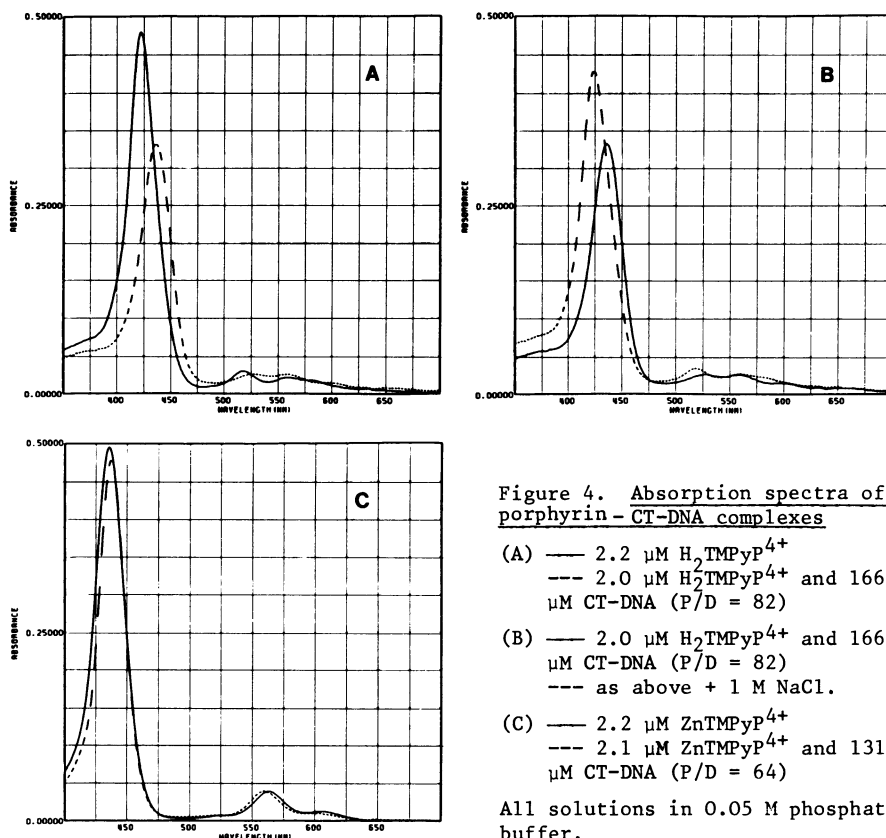 0.50000
A
0.25000
ABSORBANCE
0.00000
400
450
500
550
600
650
WAVELENGTH (NM)
0.50000
B
0.25000
ABSORBANCE
0.00000
400
450
500
550
600
650
WAVELENGTH (NM)
0.50000
C
0.25000
ABSORBANCE
0.00000
450
500
550
600
650
WAVELENGTH (NM)
Figure 4. Absorption spectra of
porphyrin-CT-DNA complexes
(A) — 2.2 μM H₂TMPyP⁴⁺
--- 2.0 μM H₂TMPyP⁴⁺ and 166
μM CT-DNA (P/D = 82)
(B) — 2.0 μM H₂TMPyP⁴⁺ and 166
μM CT-DNA (P/D = 82)
--- as above + 1 M NaCl.
(C) — 2.2 μM ZnTMPyP⁴⁺
--- 2.1 μM ZnTMPyP⁴⁺ and 131
μM CT-DNA (P/D = 64)
All solutions in 0.05 M phosphat
buffer.